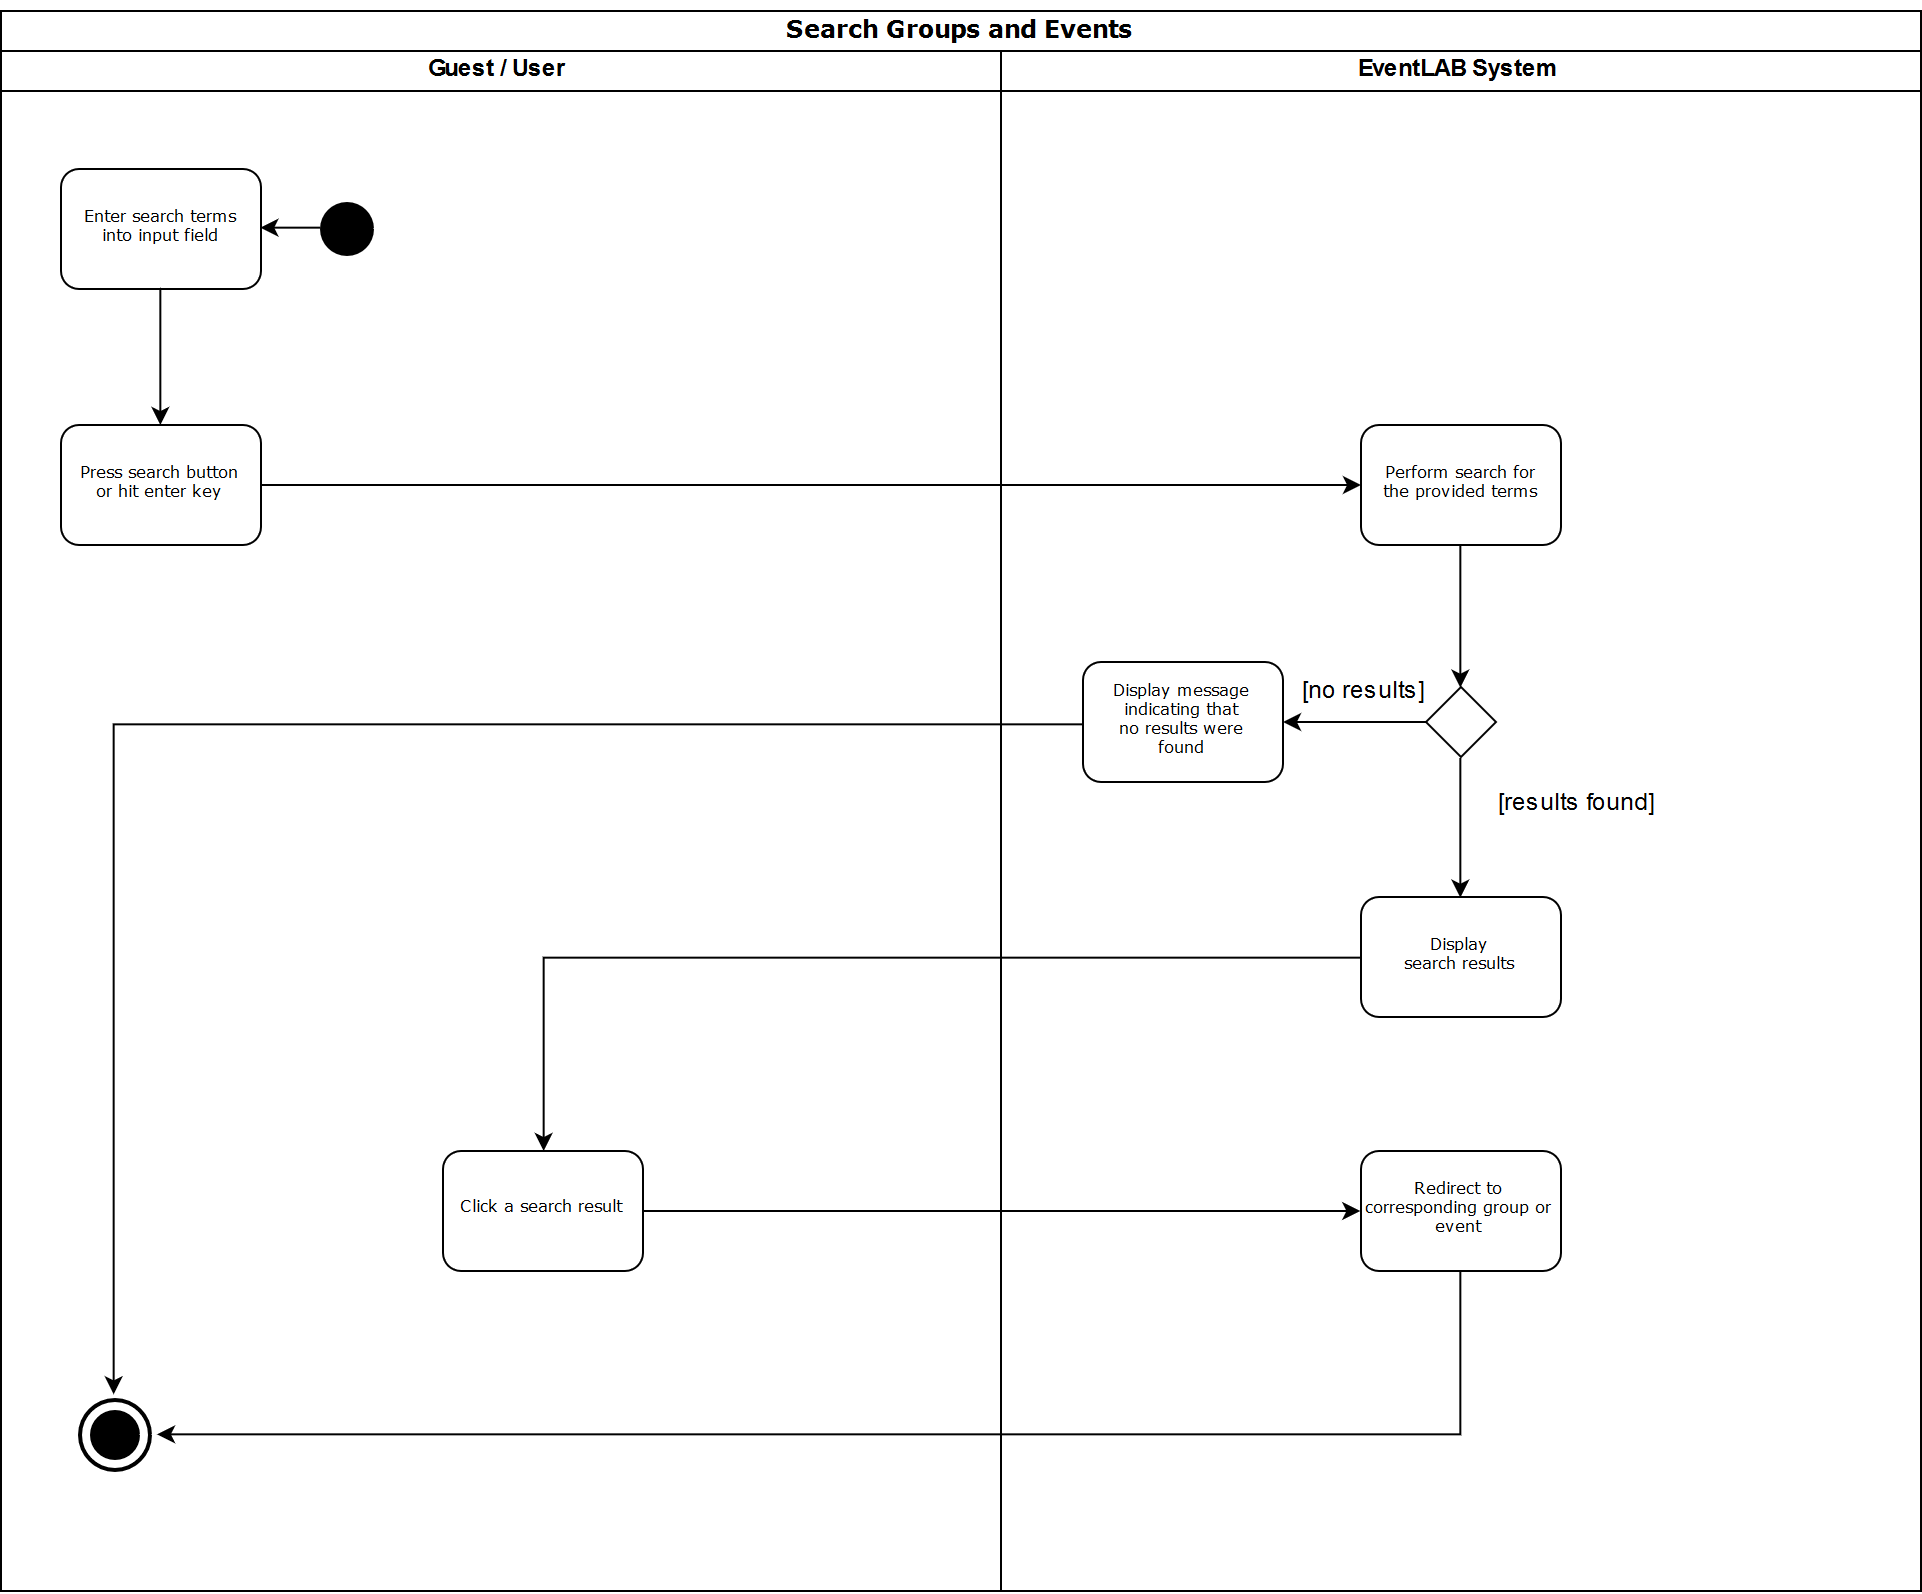 Search Groups and Events
Guest / User
EventLAB System
Enter search terms
into input field
Press search button
or hit enter key
Perform search for
the provided terms
Display message
indicating that
no results were
found
[no results]
[results found]
Display
search results
Click a search result
Redirect to
corresponding group or
event